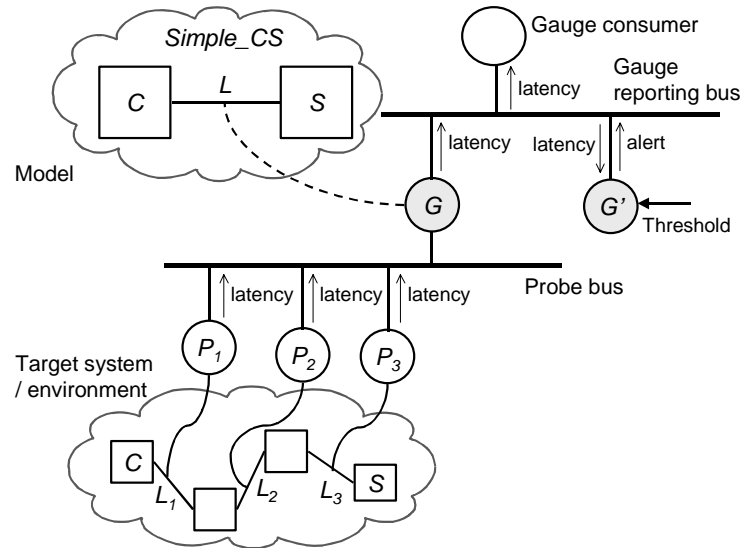 Simple_CS
C
L
S
Model
Gauge consumer
latency
Gauge
reporting bus
latency
latency
alert
G
G’
Threshold
Probe bus
latency
latency
latency
P1
P2
P3
Target system
/ environment
C
L1
L2
L3
S